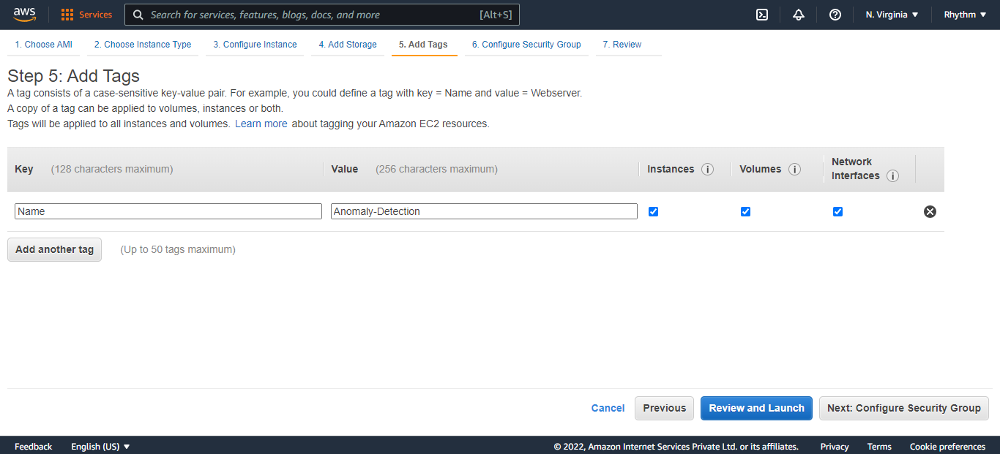 aws Services Search for services, features, blogs, docs, and more [Alt+S] N. Virginia ▼ Rhythm ▼
1. Choose AMI 2. Choose Instance Type 3. Configure Instance 4. Add Storage 5. Add Tags 6. Configure Security Group 7. Review
Step 5: Add Tags
A tag consists of a case-sensitive key-value pair. For example, you could define a tag with key = Name and value = Webserver.
A copy of a tag can be applied to volumes, instances or both.
Tags will be applied to all instances and volumes. Learn more about tagging your Amazon EC2 resources.
Key (128 characters maximum) Value (256 characters maximum) Instances i Volumes i Network Interfaces i
Name Anomaly-Detection
Add another tag (Up to 50 tags maximum)
Cancel Previous Review and Launch Next: Configure Security Group
Feedback English (US) ▼ © 2022, Amazon Internet Services Private Ltd. or its affiliates. Privacy Terms Cookie preferences